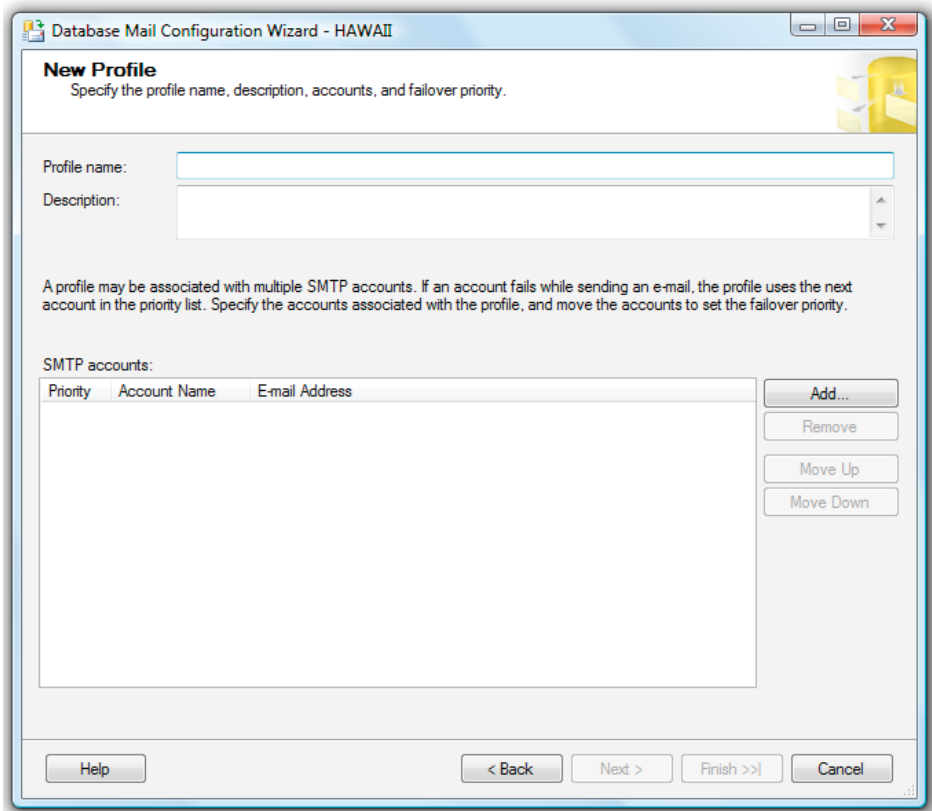 Database Mail Configuration Wizard - HAWAII
New Profile
Specify the profile name, description, accounts, and failover priority.
Profile name:
Description:
A profile may be associated with multiple SMTP accounts. If an account fails while sending an e-mail, the profile uses the next
account in the priority list. Specify the accounts associated with the profile, and move the accounts to set the failover priority.
SMTP accounts:
Priority Account Name E-mail Address
Add...
Remove
Move Up
Move Down
Help < Back Next > Finish >>| Cancel